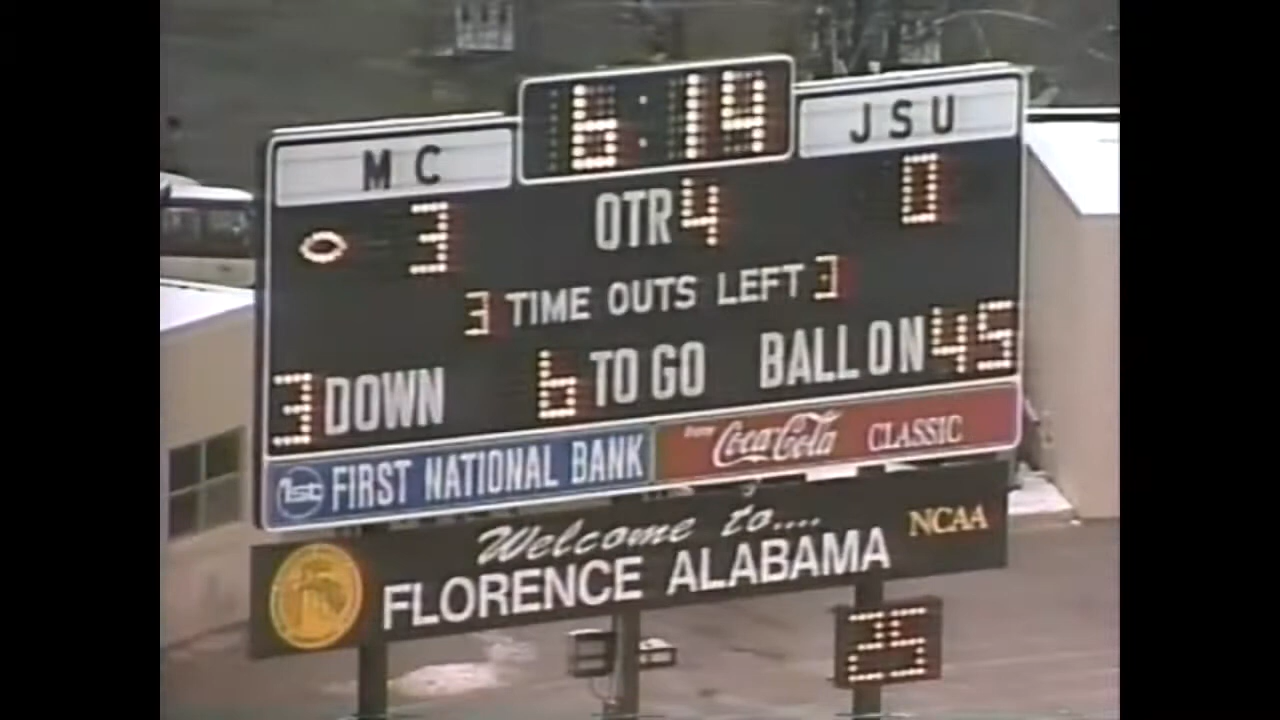 6:14
MC JSU
3 QTR 4 0
3 TIME OUTS LEFT 3
3 DOWN 6 TO GO BALL ON 45
1st FIRST NATIONAL BANK Coca-Cola CLASSIC
Welcome to....
NCAA
FLORENCE ALABAMA
25